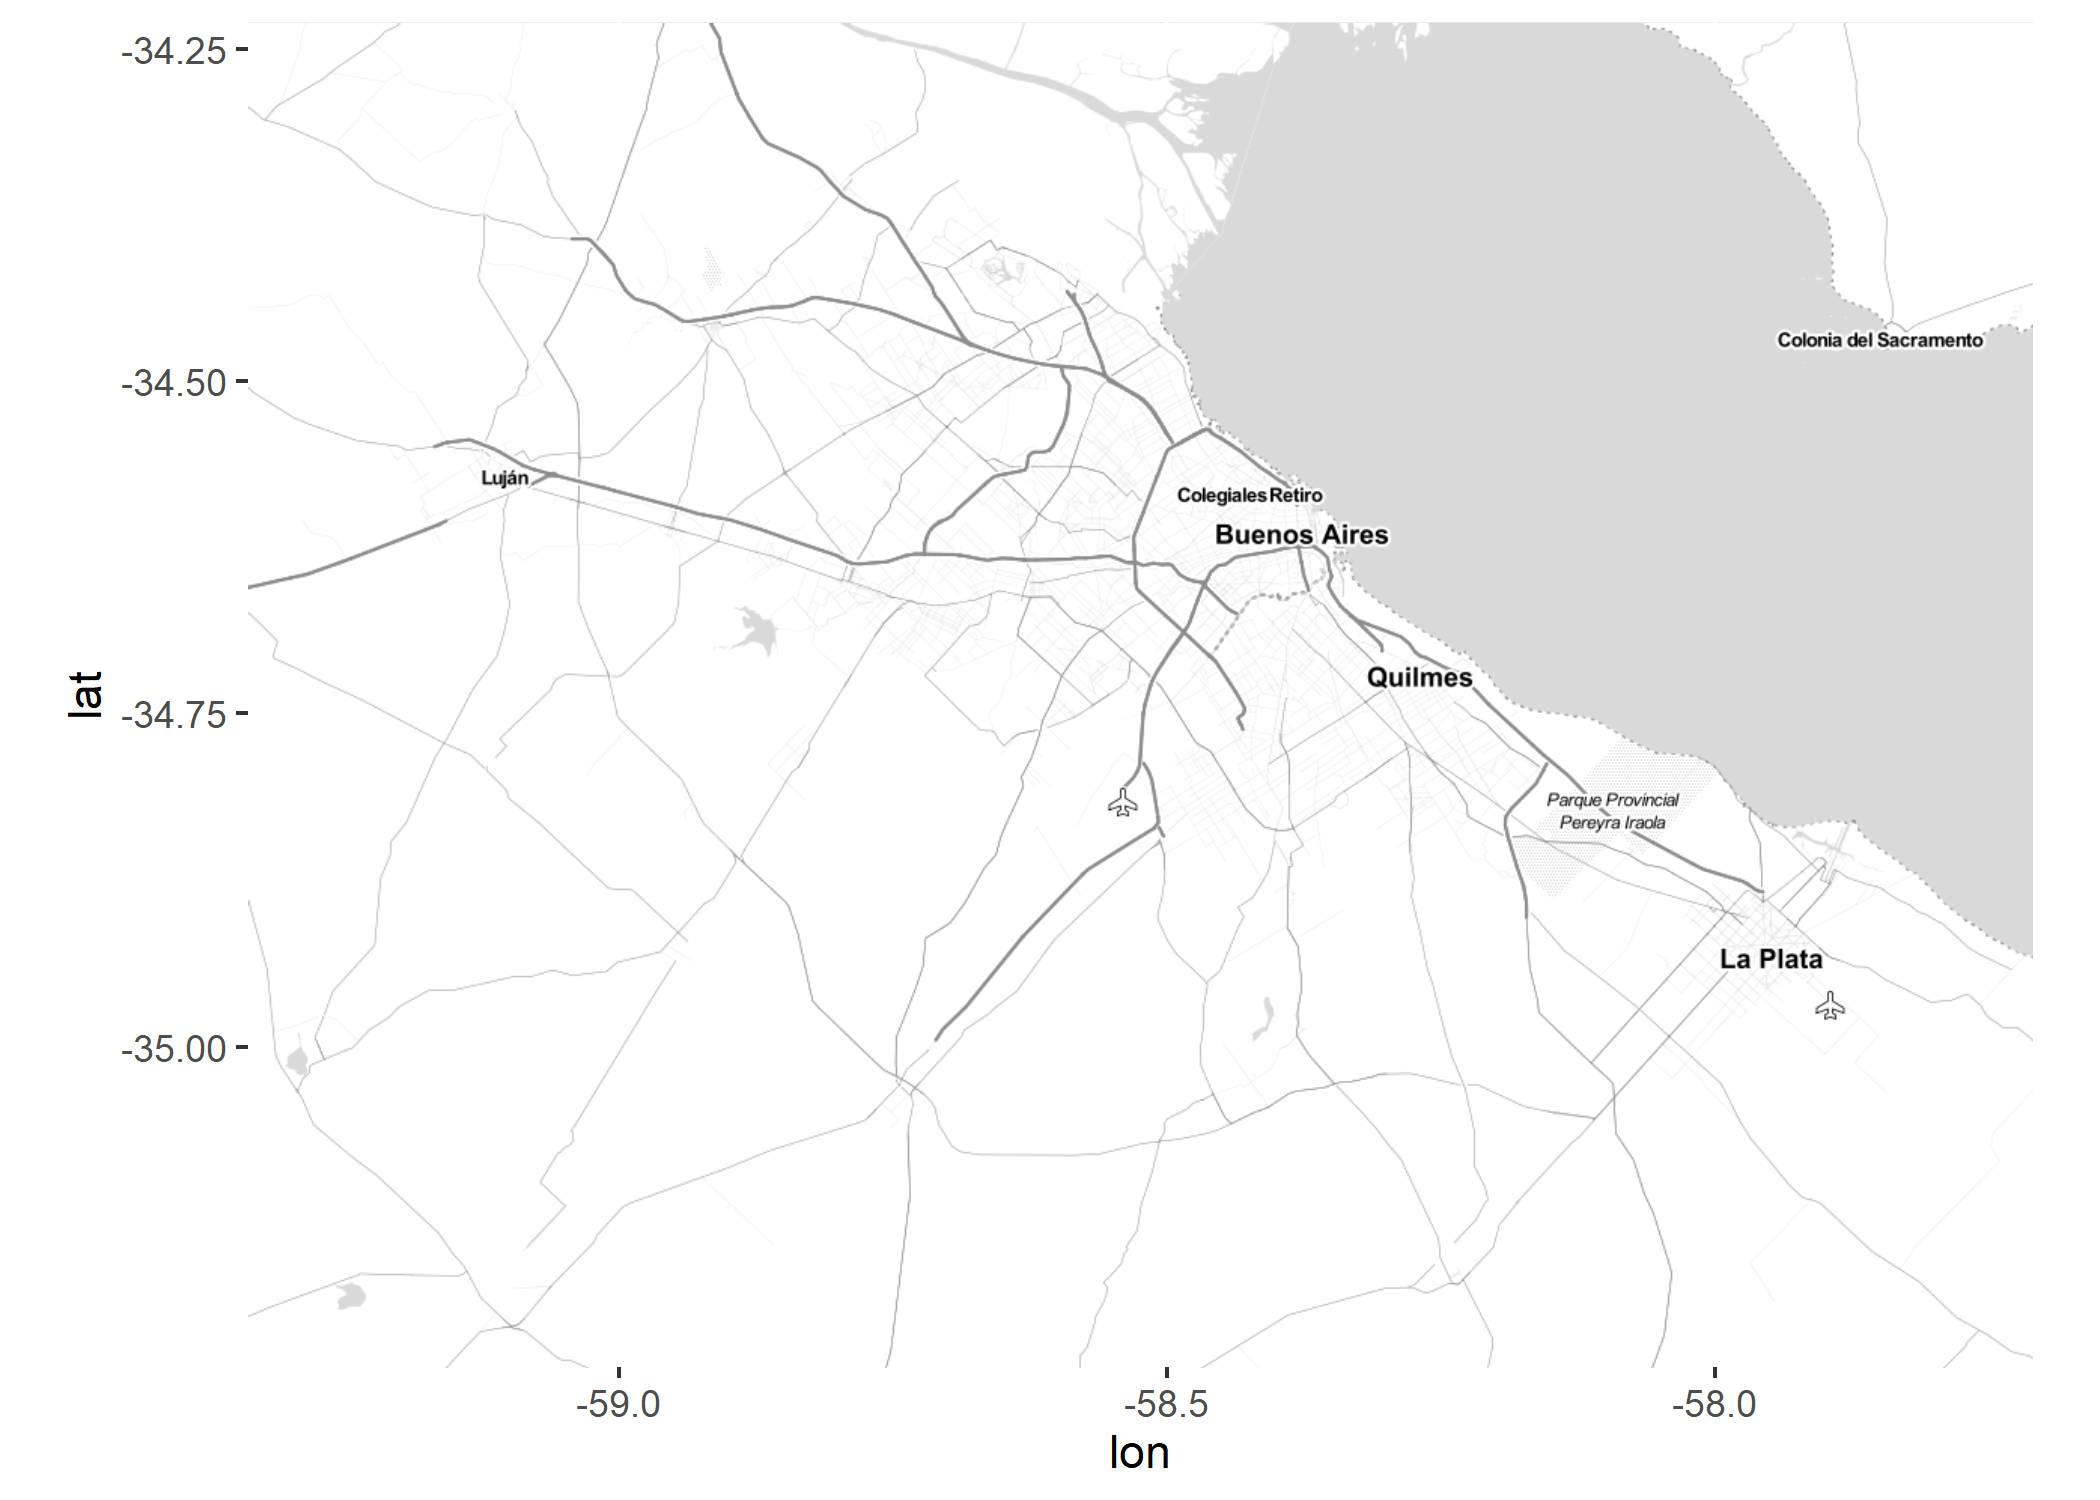 -34.25
-34.50
-34.75
-35.00
lat
Colonia del Sacramento
Luján
Colegiales Retiro
Buenos Aires
Quilmes
Parque Provincial
Pereyra Iraola
La Plata
-59.0
-58.5
-58.0
lon